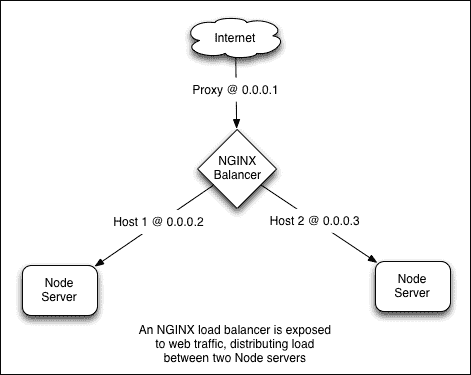 Internet
Proxy @ 0.0.0.1
NGINX
Balancer
Host 1 @ 0.0.0.2
Host 2 @ 0.0.0.3
Node
Server
Node
Server
An NGINX load balancer is exposed
to web traffic, distributing load
between two Node servers